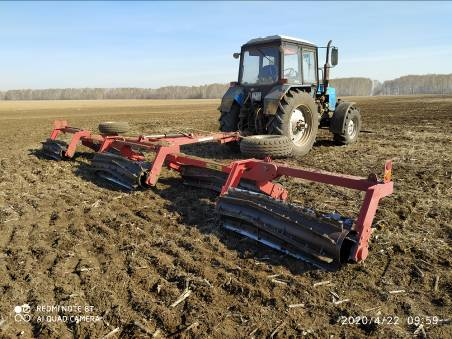 REDMI NOTE 8T
AI QUAD CAMERA
2020/4/22 09:59